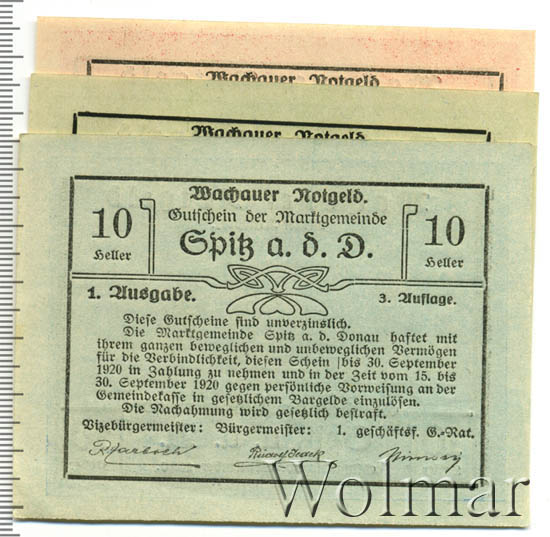 Wachauer Notgeld
Wachauer Notgeld.
Wachauer Notgeld.
10 Heller
Gutschein der Marktgemeinde
Spitz a. d. D.
10 Heller
1. Ausgabe.
3. Auflage.
Diese Gutscheine sind unverzinslich.
Die Marktgemeinde Spitz a. d. Donau haftet mit
ihrem ganzen beweglichen und unbeweglichen Vermögen
für die Verbindlichkeit, diesen Schein bis 30. September
1920 in Zahlung zu nehmen und in der Zeit vom 15. bis
30. September 1920 gegen persönliche Vorweisung an der
Gemeindekasse in gesetzlichem Bargelde einzulösen.
Die Nachahmung wird gesetzlich bestraft.
Vizebürgermeister: Bürgermeister: 1. geschäftsf. G.-Rat.
Wolmar